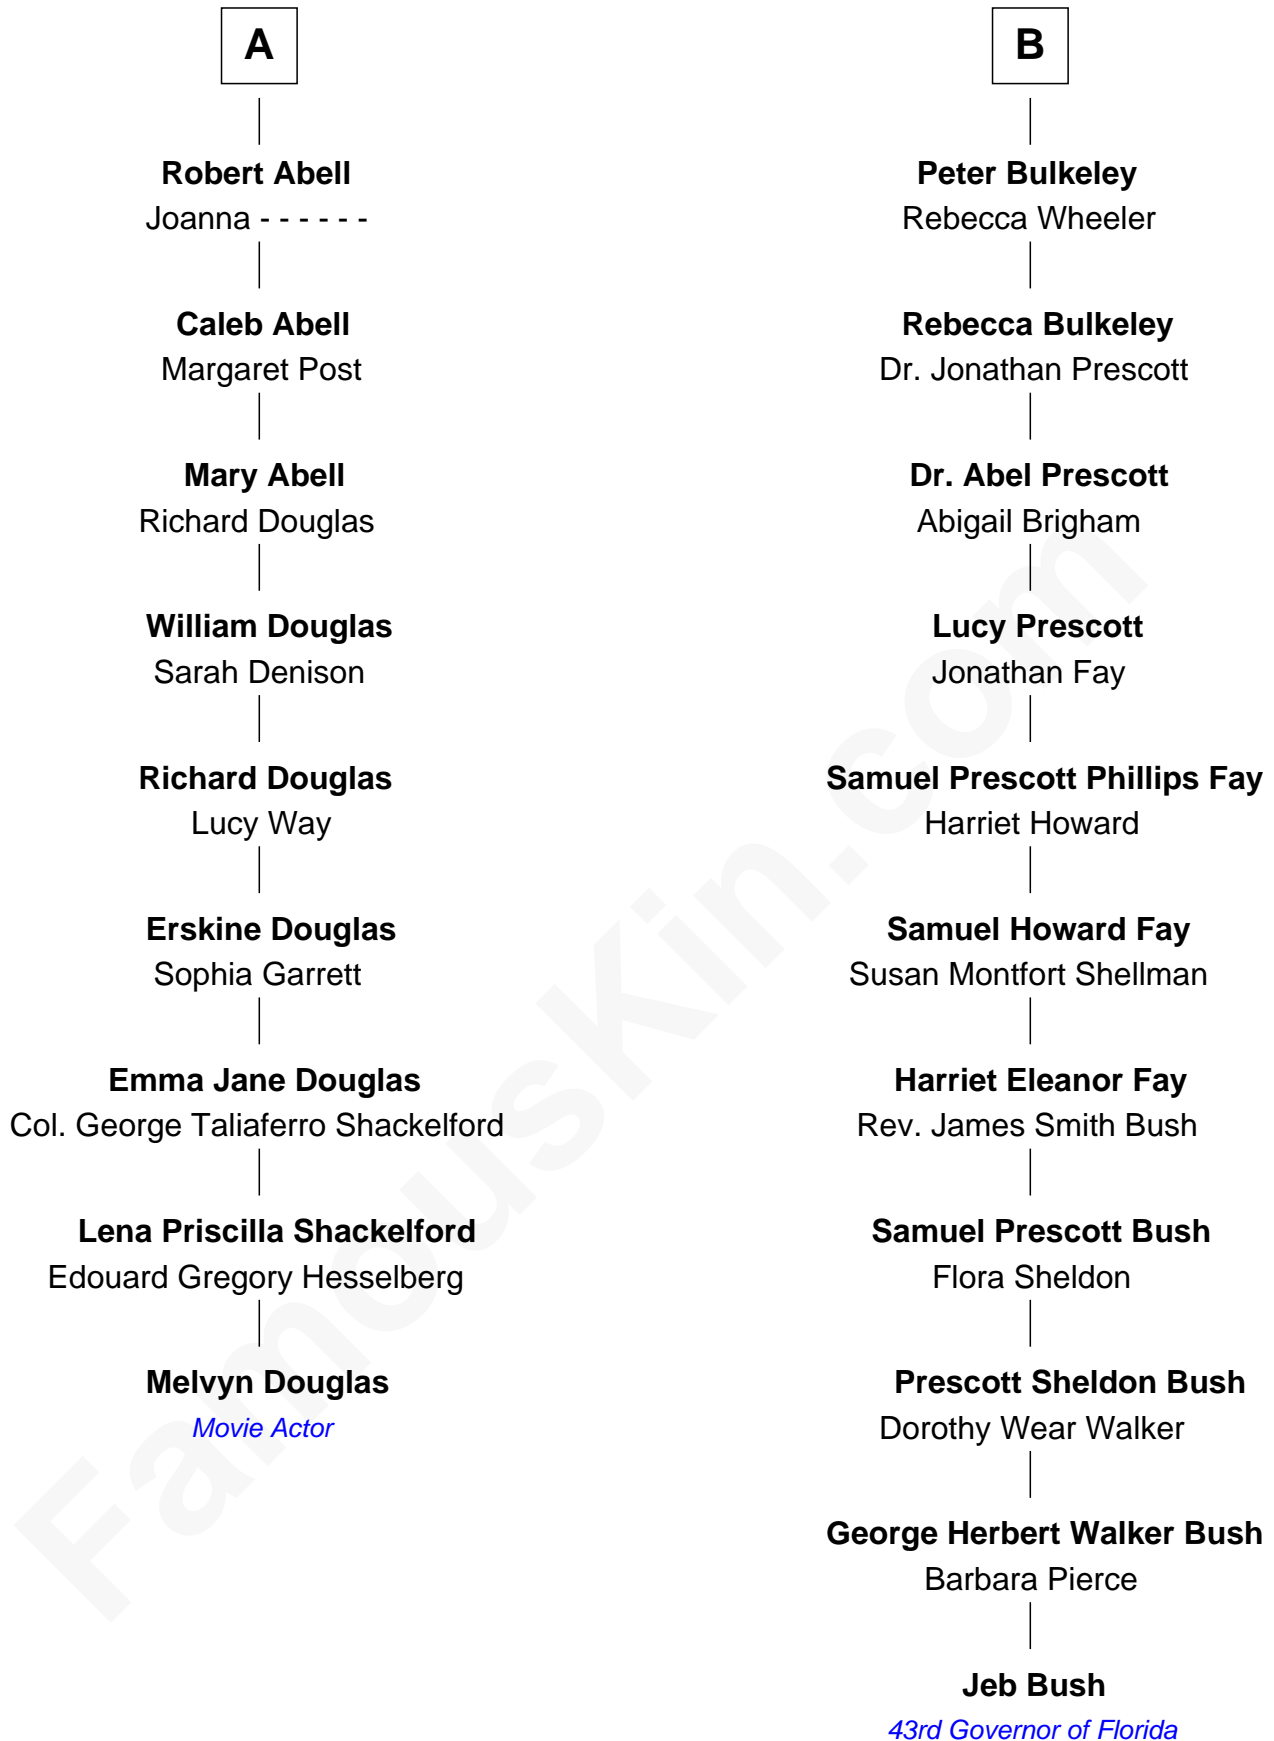 A
Robert Abell
Joanna - - - - - -
Caleb Abell
Margaret Post
Mary Abell
Richard Douglas
William Douglas
Sarah Denison
Richard Douglas
Lucy Way
Erskine Douglas
Sophia Garrett
Emma Jane Douglas
Col. George Taliaferro Shackelford
Lena Priscilla Shackelford
Edouard Gregory Hesselberg
Melvyn Douglas
Movie Actor
B
Peter Bulkeley
Rebecca Wheeler
Rebecca Bulkeley
Dr. Jonathan Prescott
Dr. Abel Prescott
Abigail Brigham
Lucy Prescott
Jonathan Fay
Samuel Prescott Phillips Fay
Harriet Howard
Samuel Howard Fay
Susan Montfort Shellman
Harriet Eleanor Fay
Rev. James Smith Bush
Samuel Prescott Bush
Flora Sheldon
Prescott Sheldon Bush
Dorothy Wear Walker
George Herbert Walker Bush
Barbara Pierce
Jeb Bush
43rd Governor of Florida
FamousKin.com